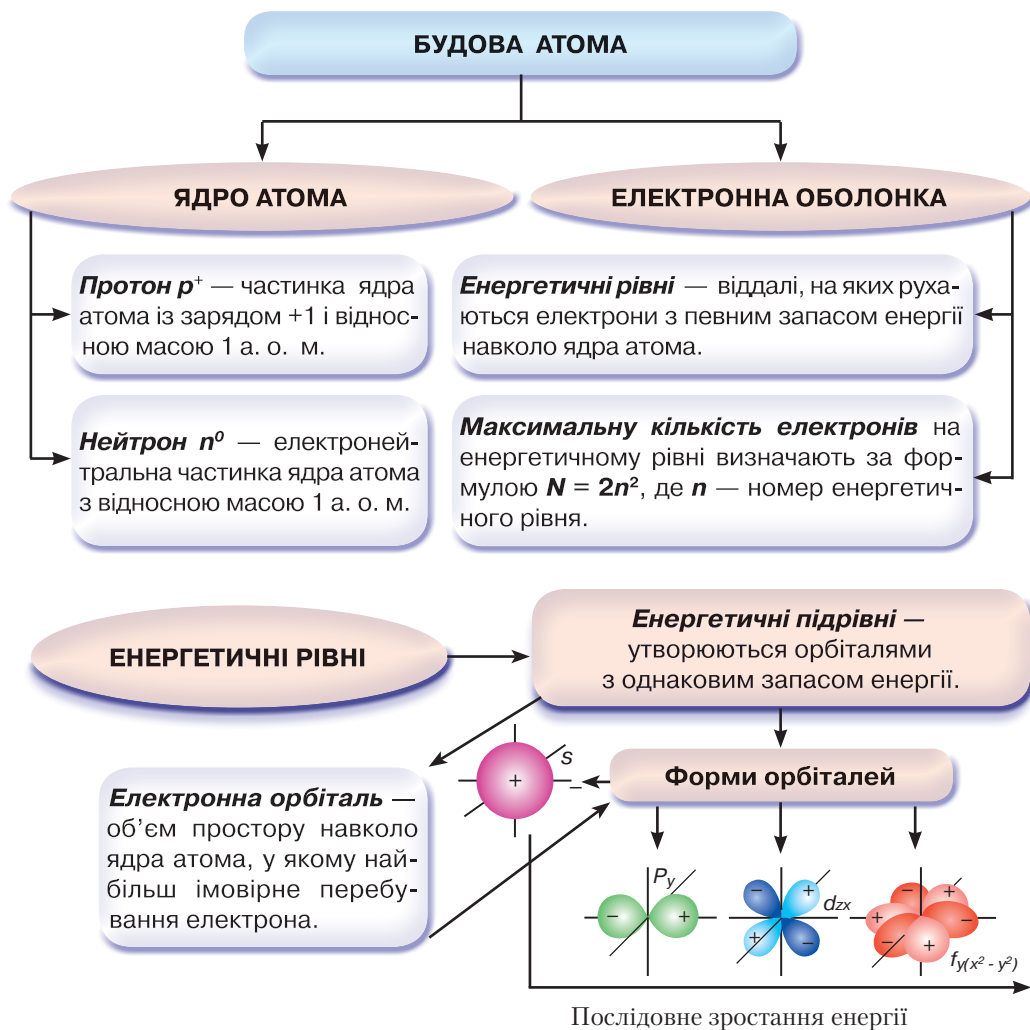 БУДОВА АТОМА
ЯДРО АТОМА
ЕЛЕКТРОННА ОБОЛОНКА
Протон p⁺ — частинка ядра
атома із зарядом +1 і віднос-
ною масою 1 а. о. м.
Енергетичні рівні — віддалі, на яких руха-
ються електрони з певним запасом енергії
навколо ядра атома.
Нейтрон n⁰ — електроней-
тральна частинка ядра атома
з відносною масою 1 а. о. м.
Максимальну кількість електронів на
енергетичному рівні визначають за фор-
мулою N = 2n², де n — номер енергетич-
ного рівня.
ЕНЕРГЕТИЧНІ РІВНІ
Енергетичні підрівні —
утворюються орбіталями
з однаковим запасом енергії.
Електронна орбіталь —
об’єм простору навколо
ядра атома, у якому най-
більш імовірне перебу-
вання електрона.
s
+
–
Форми орбіталей
Py
– +
dzx
– +
+ –
fy(x² - y²)
– +
+ –
– +
Послідовне зростання енергії